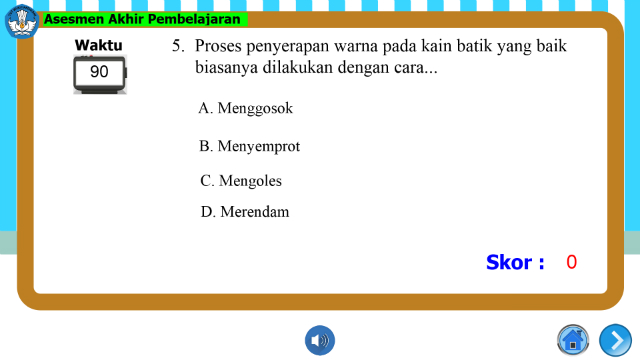 Asesmen Akhir Pembelajaran
Waktu
90
5. Proses penyerapan warna pada kain batik yang baik
biasanya dilakukan dengan cara...
A. Menggosok
B. Menyemprot
C. Mengoles
D. Merendam
Skor : 0